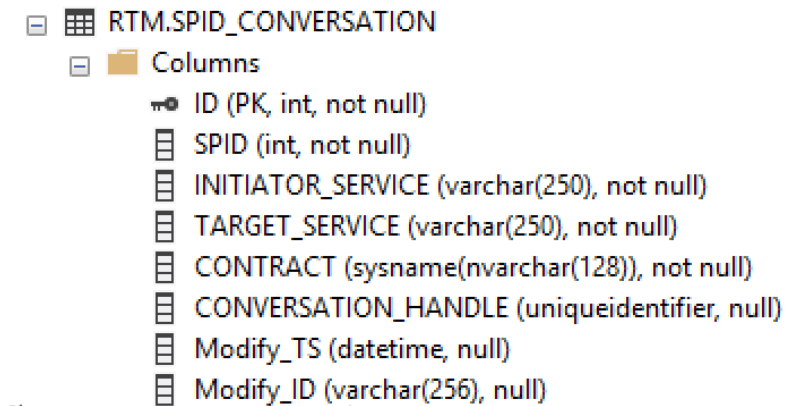 RTM.SPID_CONVERSATION
Columns
ID (PK, int, not null)
SPID (int, not null)
INITIATOR_SERVICE (varchar(250), not null)
TARGET_SERVICE (varchar(250), not null)
CONTRACT (sysname(nvarchar(128)), not null)
CONVERSATION_HANDLE (uniqueidentifier, null)
Modify_TS (datetime, null)
Modify_ID (varchar(256), null)